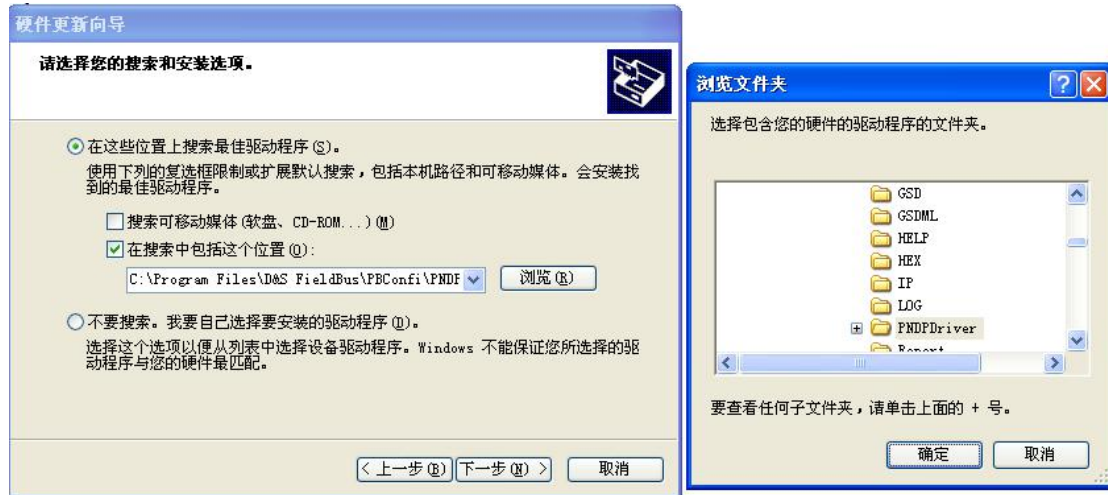 硬件更新向导
请选择您的搜索和安装选项。
在这些位置上搜索最佳驱动程序(S)。
使用下列的复选框限制或扩展默认搜索，包括本机路径和可移动媒体。会安装找
到的最佳驱动程序。
搜索可移动媒体(软盘、CD-ROM...)(M)
在搜索中包括这个位置(O):
C:\Program Files\D&S FieldBus\PBConfi\PNDP
浏览(R)
不要搜索。我要自己选择要安装的驱动程序(D)。
选择这个选项以便从列表中选择设备驱动程序。Windows 不能保证您所选择的驱
动程序与您的硬件最匹配。
< 上一步(B) 下一步(N) > 取消
浏览文件夹
选择包含您的硬件的驱动程序的文件夹。
GSD
GSDML
HELP
HEX
IP
LOG
PNDPDriver
Report
要查看任何子文件夹，请单击上面的 + 号。
确定 取消